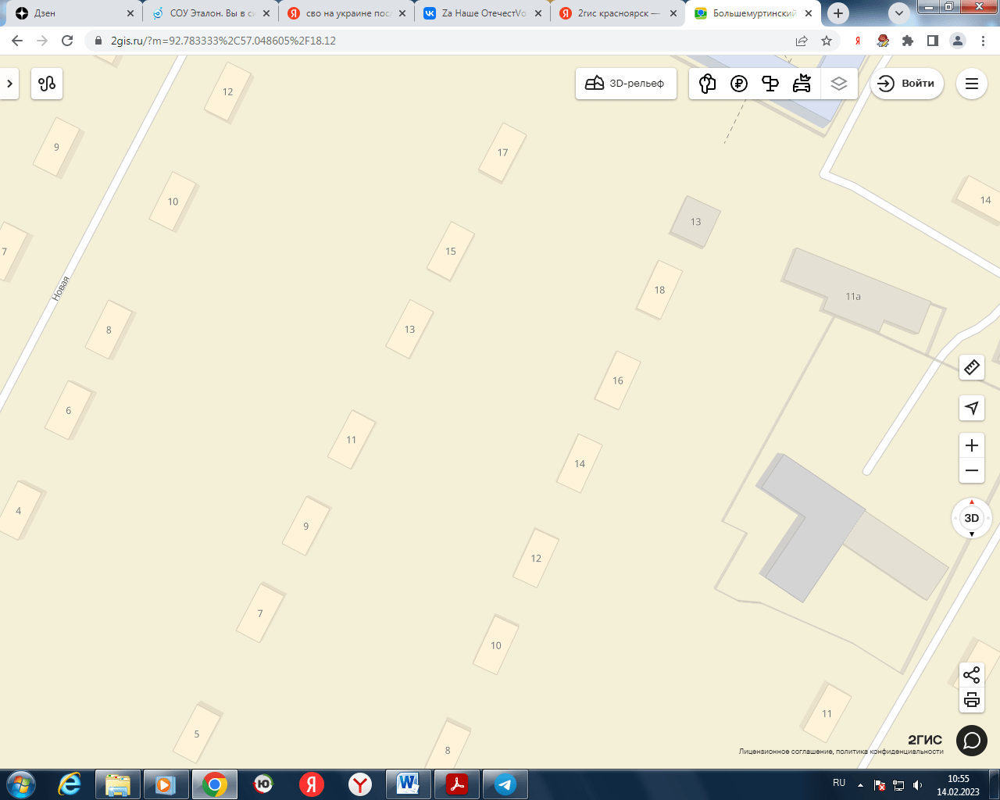 Дзен
СОУ Эталон. Вы в си
сво на украине посл
Za Наше ОтечестVо
2гис красноярск —
Большемуртинский
2gis.ru/?m=92.783333%2C57.048605%2F18.12
3D-рельеф
Войти
12
9
17
10
14
13
7
15
18
11а
Новая
8
13
16
6
11
14
4
9
3D
12
7
10
11
5
8
2ГИС
Лицензионное соглашение, политика конфиденциальности
RU
10:55
14.02.2023